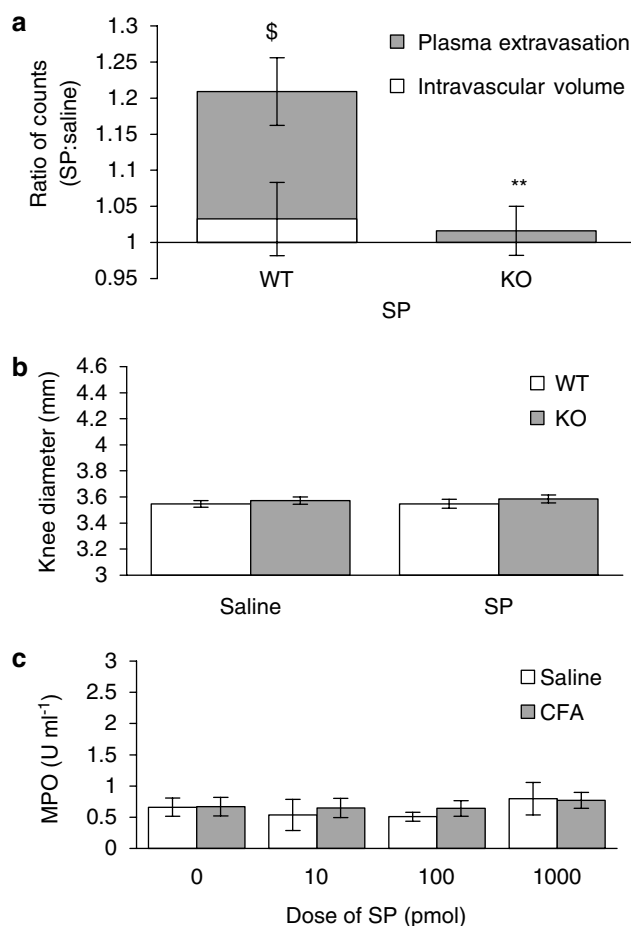 a
1.3
1.25
1.2
1.15
1.1
1.05
1
0.95
Ratio of counts
(SP:saline)
$
**
Plasma extravasation
Intravascular volume
WT KO
SP
b
4.6
4.4
4.2
4
3.8
3.6
3.4
3.2
3
Knee diameter (mm)
WT
KO
Saline SP
c
3
2.5
2
1.5
1
0.5
0
MPO (U ml⁻¹)
Saline
CFA
0 10 100 1000
Dose of SP (pmol)